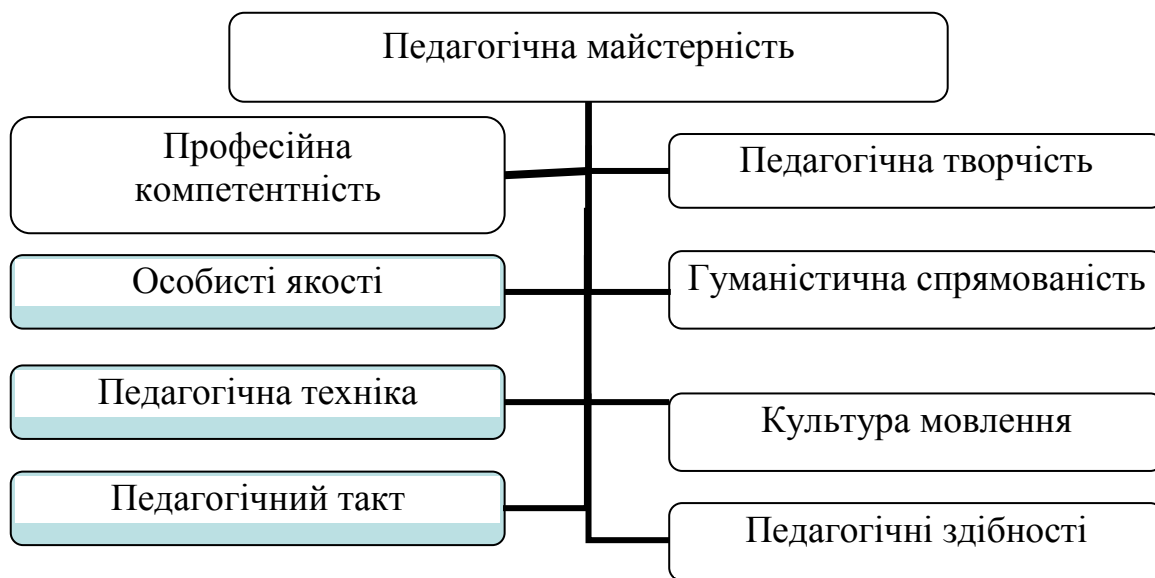 Педагогічна майстерність
Професійна
компетентність
Педагогічна творчість
Особисті якості
Гуманістична спрямованість
Педагогічна техніка
Культура мовлення
Педагогічний такт
Педагогічні здібності